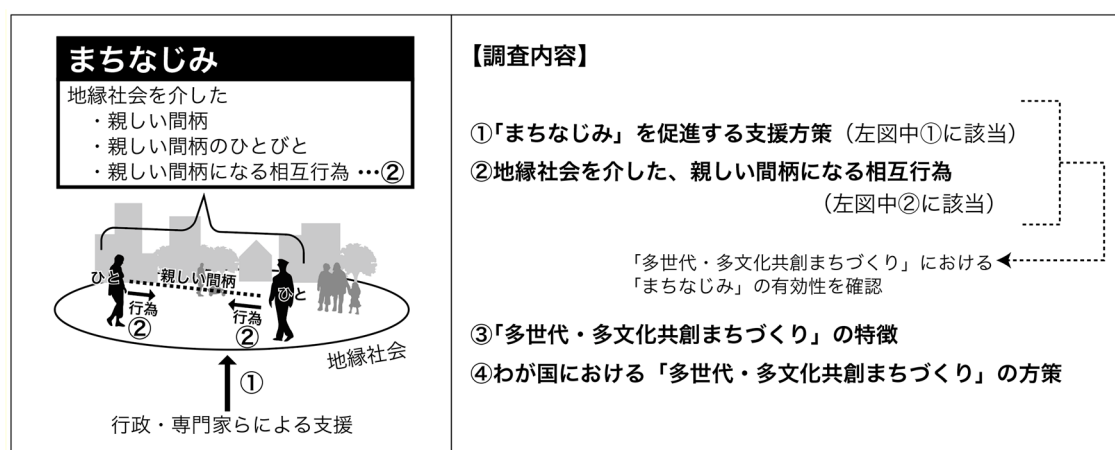 まちなじみ
地縁社会を介した
・親しい間柄
・親しい間柄のひとびと
・親しい間柄になる相互行為 …②
ひと
親しい間柄
ひと
行為
②
行為
②
地縁社会
①
行政・専門家らによる支援
【調査内容】
①「まちなじみ」を促進する支援方策（左図中①に該当）
②地縁社会を介した、親しい間柄になる相互行為
（左図中②に該当）
「多世代・多文化共創まちづくり」における
「まちなじみ」の有効性を確認
③「多世代・多文化共創まちづくり」の特徴
④わが国における「多世代・多文化共創まちづくり」の方策